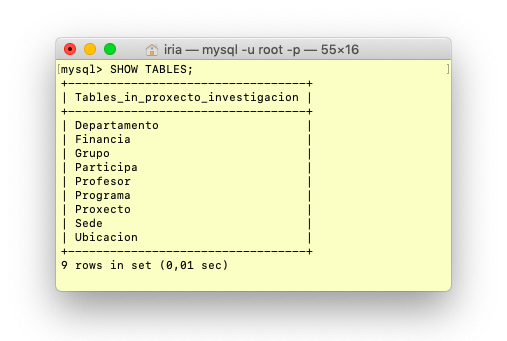 iria — mysql -u root -p — 55×16
[mysql> SHOW TABLES; ]
+----------------------------------+
| Tables_in_proxecto_investigacion |
+----------------------------------+
| Departamento                     |
| Financia                         |
| Grupo                            |
| Participa                        |
| Profesor                         |
| Programa                         |
| Proxecto                         |
| Sede                             |
| Ubicacion                        |
+----------------------------------+
9 rows in set (0,01 sec)